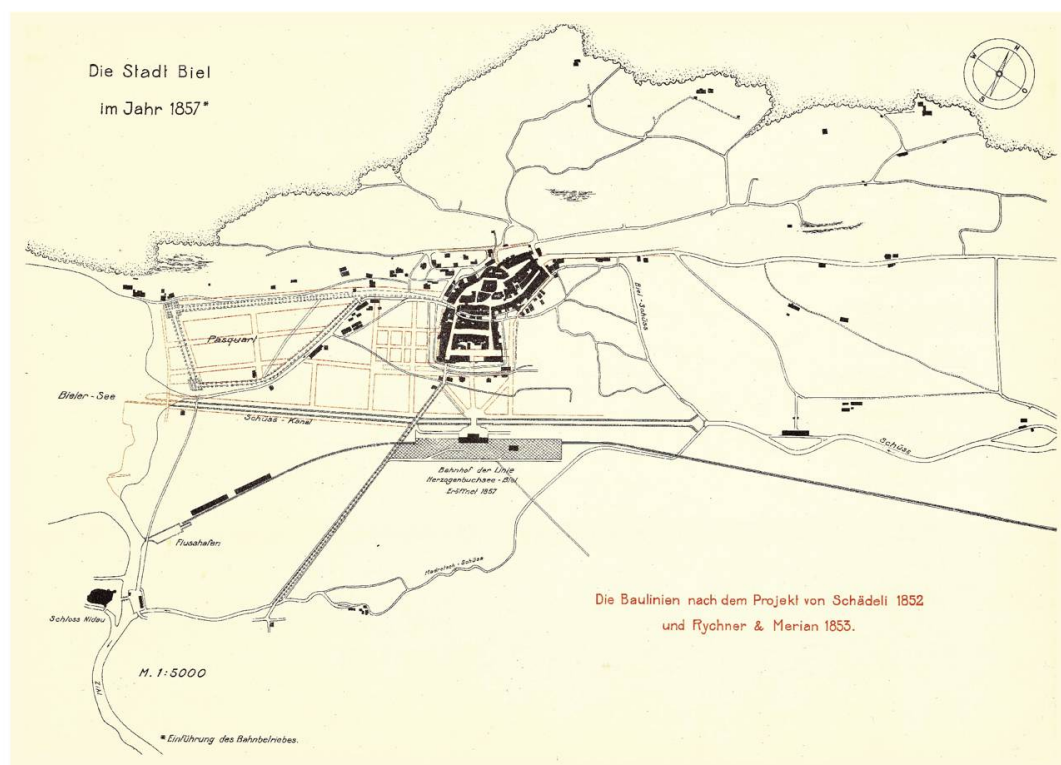 Die Stadt Biel
im Jahr 1857*
W N
S O
Pasquart
Bieler-See
Schüss-Kanal
Biel-Schüss
Schüss
Bahnhof der Linie
Herzogenbuchsee-Biel
Eröffnet 1857
Flusshafen
Madretsch-Schüss
Schloss Nidau
Zihl
M. 1:5000
Die Baulinien nach dem Projekt von Schädeli 1852
und Rychner & Merian 1853.
* Einführung des Bahnbetriebes.